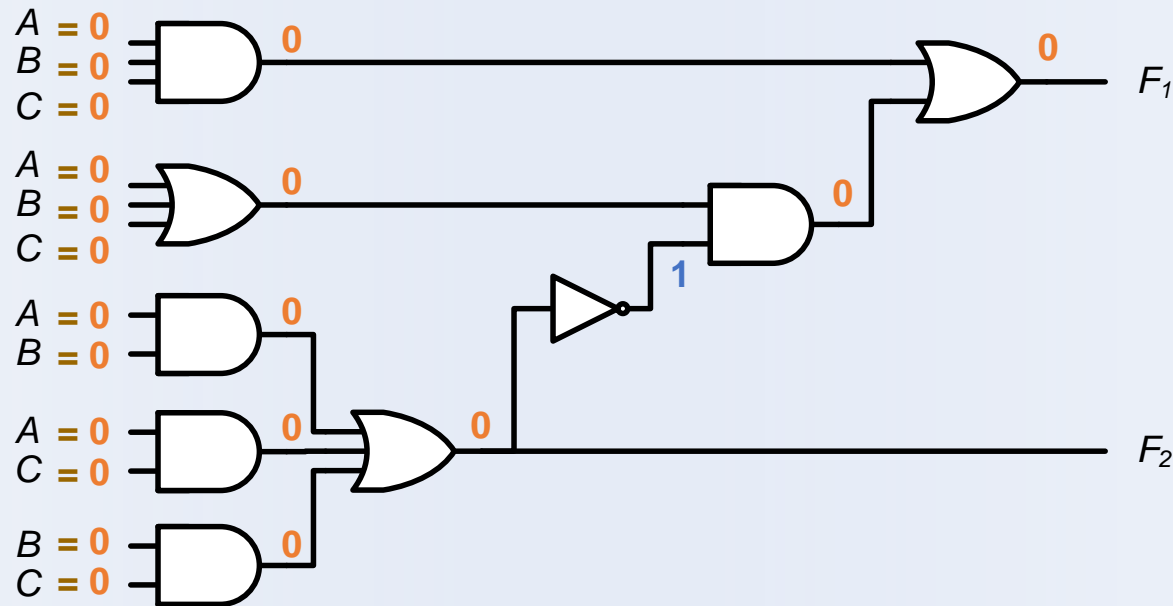 A = 0
B = 0
C = 0
0
0
F₁
A = 0
B = 0
C = 0
0
0
1
A = 0
B = 0
0
A = 0
C = 0
0
0
F₂
B = 0
C = 0
0